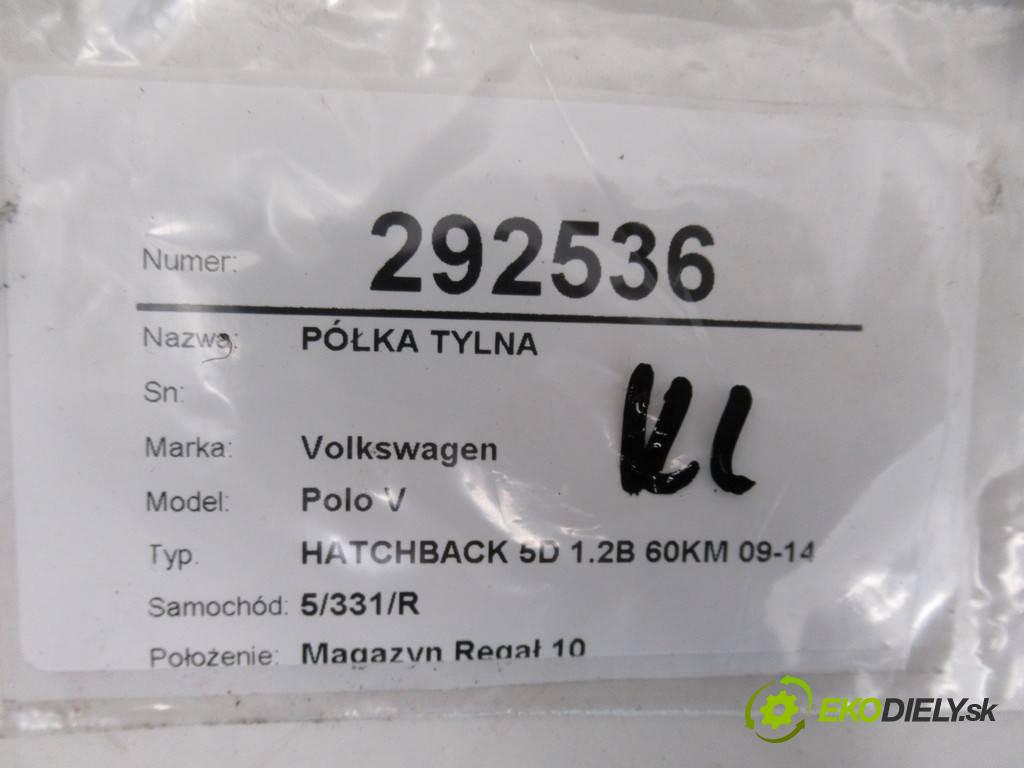 Numer: 292536
Nazwa: PÓŁKA TYLNA
Sn:
Marka: Volkswagen
Model: Polo V
Typ. HATCHBACK 5D 1.2B 60KM 09-14
Samochód: 5/331/R
Położenie: Magazyn Regał 10
EKODIELY.sk